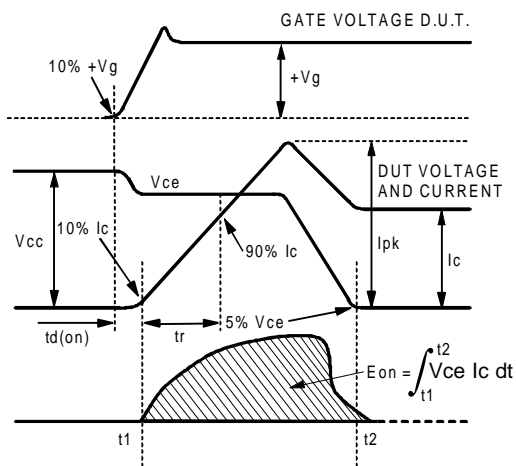 GATE VOLTAGE D.U.T.
10% +Vg
+Vg
Vce
DUT VOLTAGE
AND CURRENT
Vcc
10% Ic
90% Ic
Ipk
Ic
td(on)
tr
5% Vce
Eon = ∫ t1 t2 Vce Ic dt
t1
t2